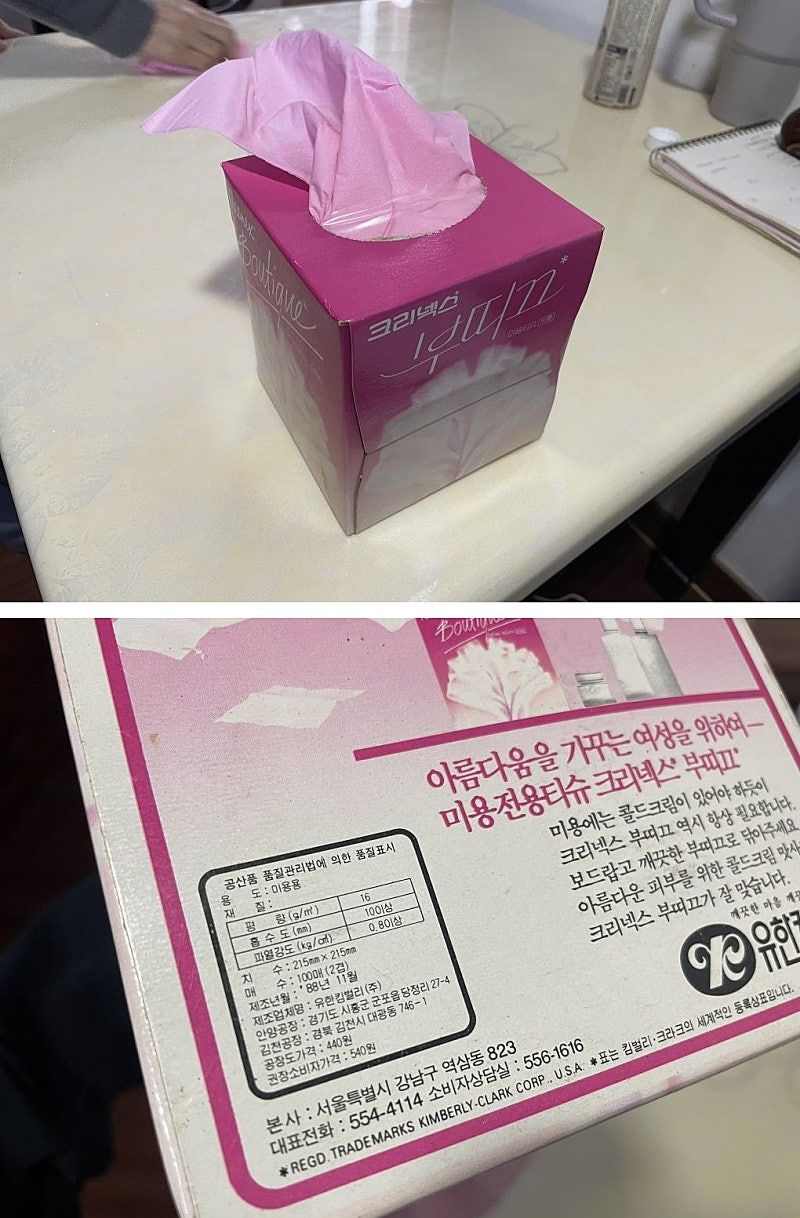 Boutique
크리넥스
부띠끄*
Boutique
아름다움을 가꾸는 여성을 위하여—
미용전용티슈 크리넥스* 부띠끄*
미용에는 콜드크림이 있어야 하듯이
크리넥스 부띠끄 역시 항상 필요합니다.
보드랍고 깨끗한 부띠끄로 닦아주세요
아름다운 피부를 위한 콜드크림 맛사
크리넥스 부띠끄가 잘 맞습니다.
공산품 품질관리법에 의한 품질표시
용 도 : 미용용
재 질 :
평 량 (g/㎡) 16
흡 수 도 (mm) 100이상
파열강도 (kg/㎠) 0.8이상
치 수 : 215mm × 215mm
매 수 : 100매 (2겹)
제조년월 : '88년 11월
제조업체명 : 유한킴벌리 (주)
안양공장 : 경기도 시흥군 군포읍 당정리 27-4
김천공장 : 경북 김천시 대광동 746-1
공장도가격 : 440원
권장소비자가격 : 540원
깨끗한 마음 깨끗
유한킴
본사 : 서울특별시 강남구 역삼동 823
대표전화 : 554-4114 소비자상담실 : 556-1616
*REGD. TRADEMARKS KIMBERLY-CLARK CORP., U.S.A. *표는 킴벌리·크라크의 세계적인 등록상표입니다.